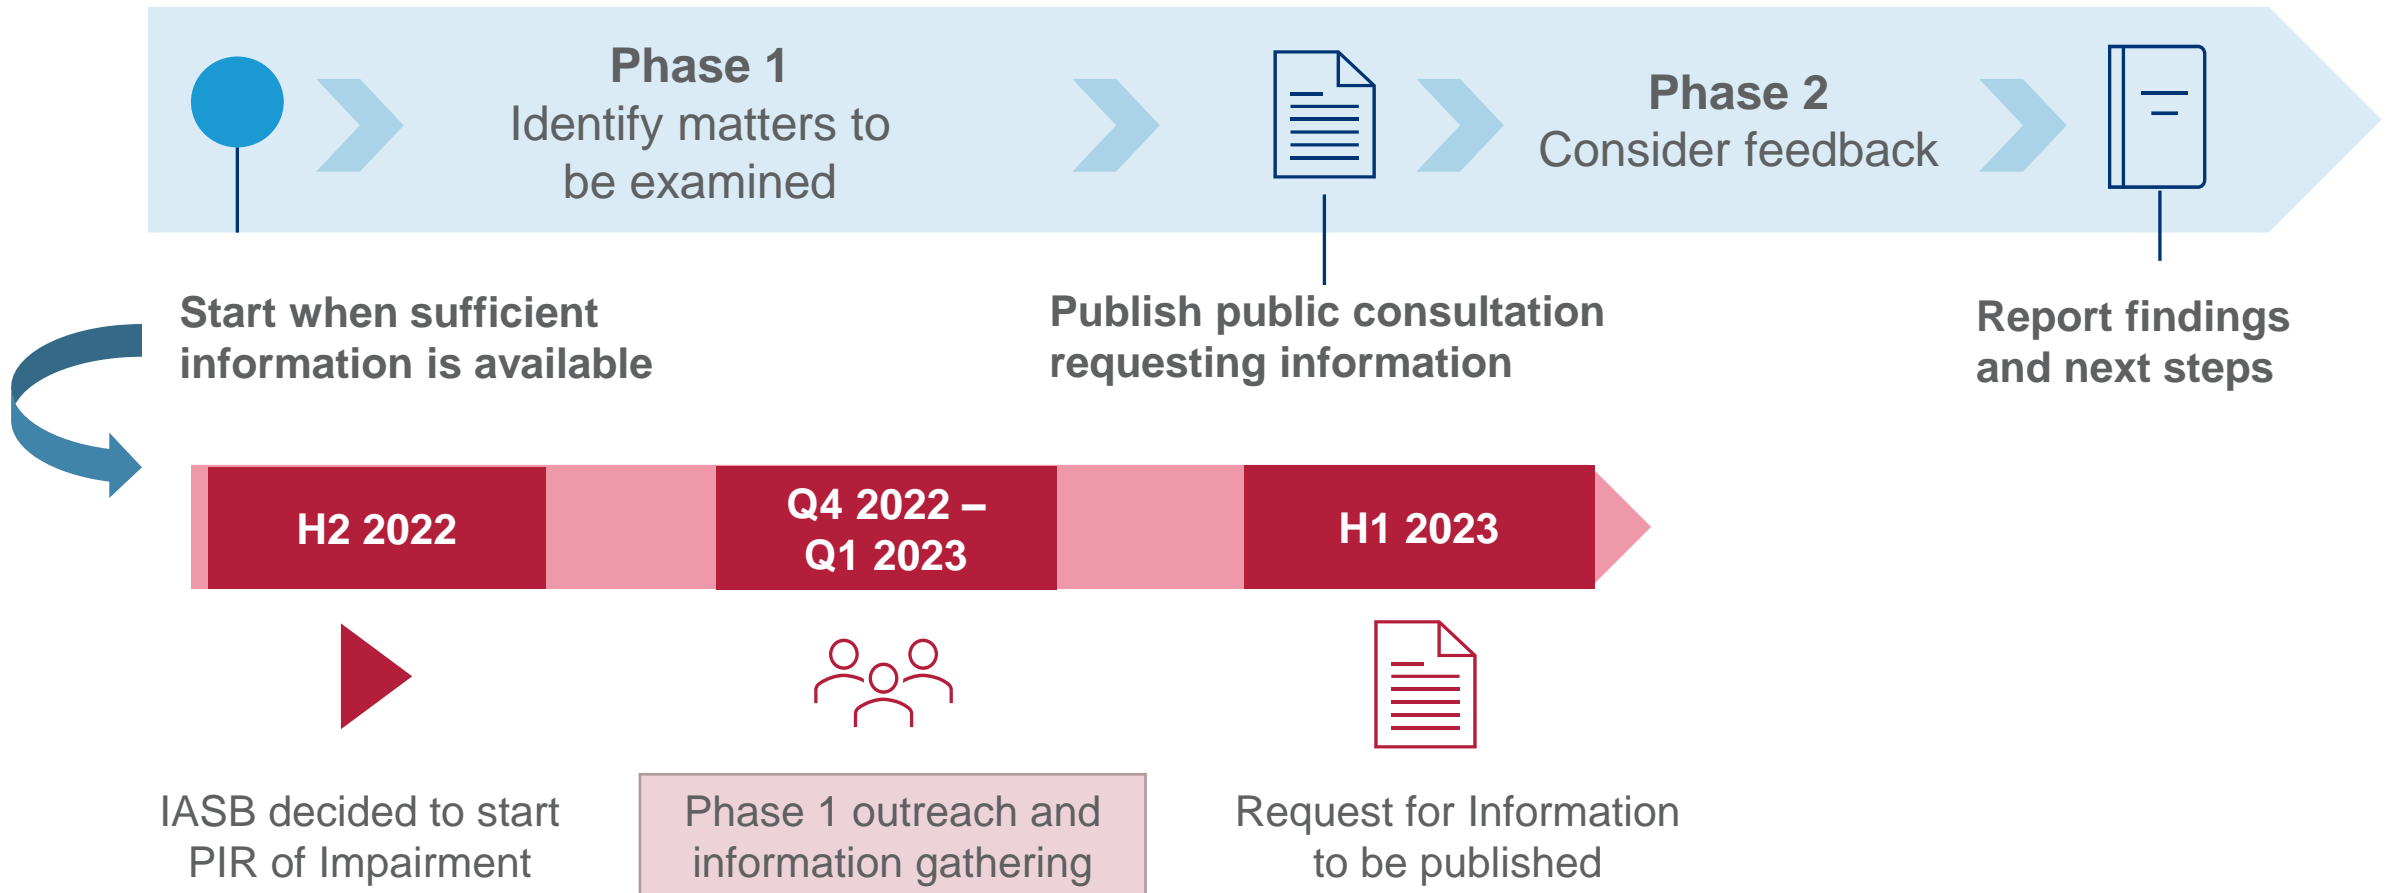 Phase 1
Identify matters to
be examined
Phase 2
Consider feedback
Start when sufficient
information is available
Publish public consultation
requesting information
Report findings
and next steps
H2 2022
Q4 2022 –
Q1 2023
H1 2023
IASB decided to start
PIR of Impairment
Phase 1 outreach and
information gathering
Request for Information
to be published